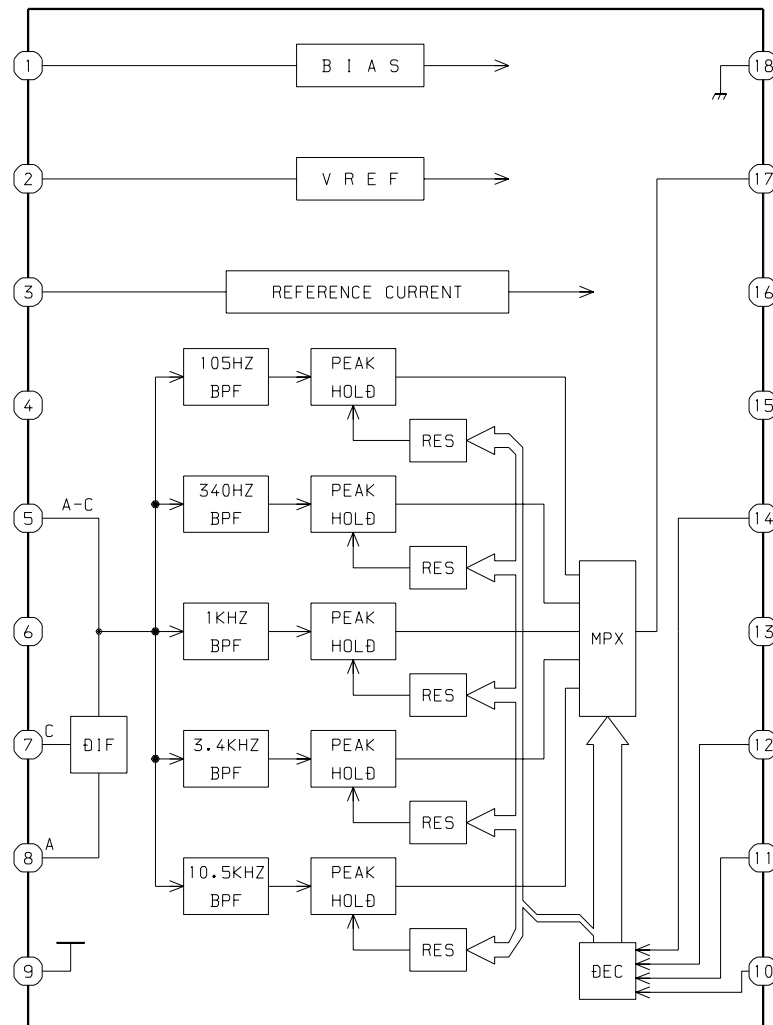 1
B I A S
18
2
V R E F
17
3
REFERENCE CURRENT
16
105HZ
BPF
PEAK
HOLD
4
15
RES
5
A-C
340HZ
BPF
PEAK
HOLD
14
RES
6
1KHZ
BPF
PEAK
HOLD
MPX
13
RES
7
C
DIF
3.4KHZ
BPF
PEAK
HOLD
12
RES
8
A
10.5KHZ
BPF
PEAK
HOLD
11
RES
9
DEC
10